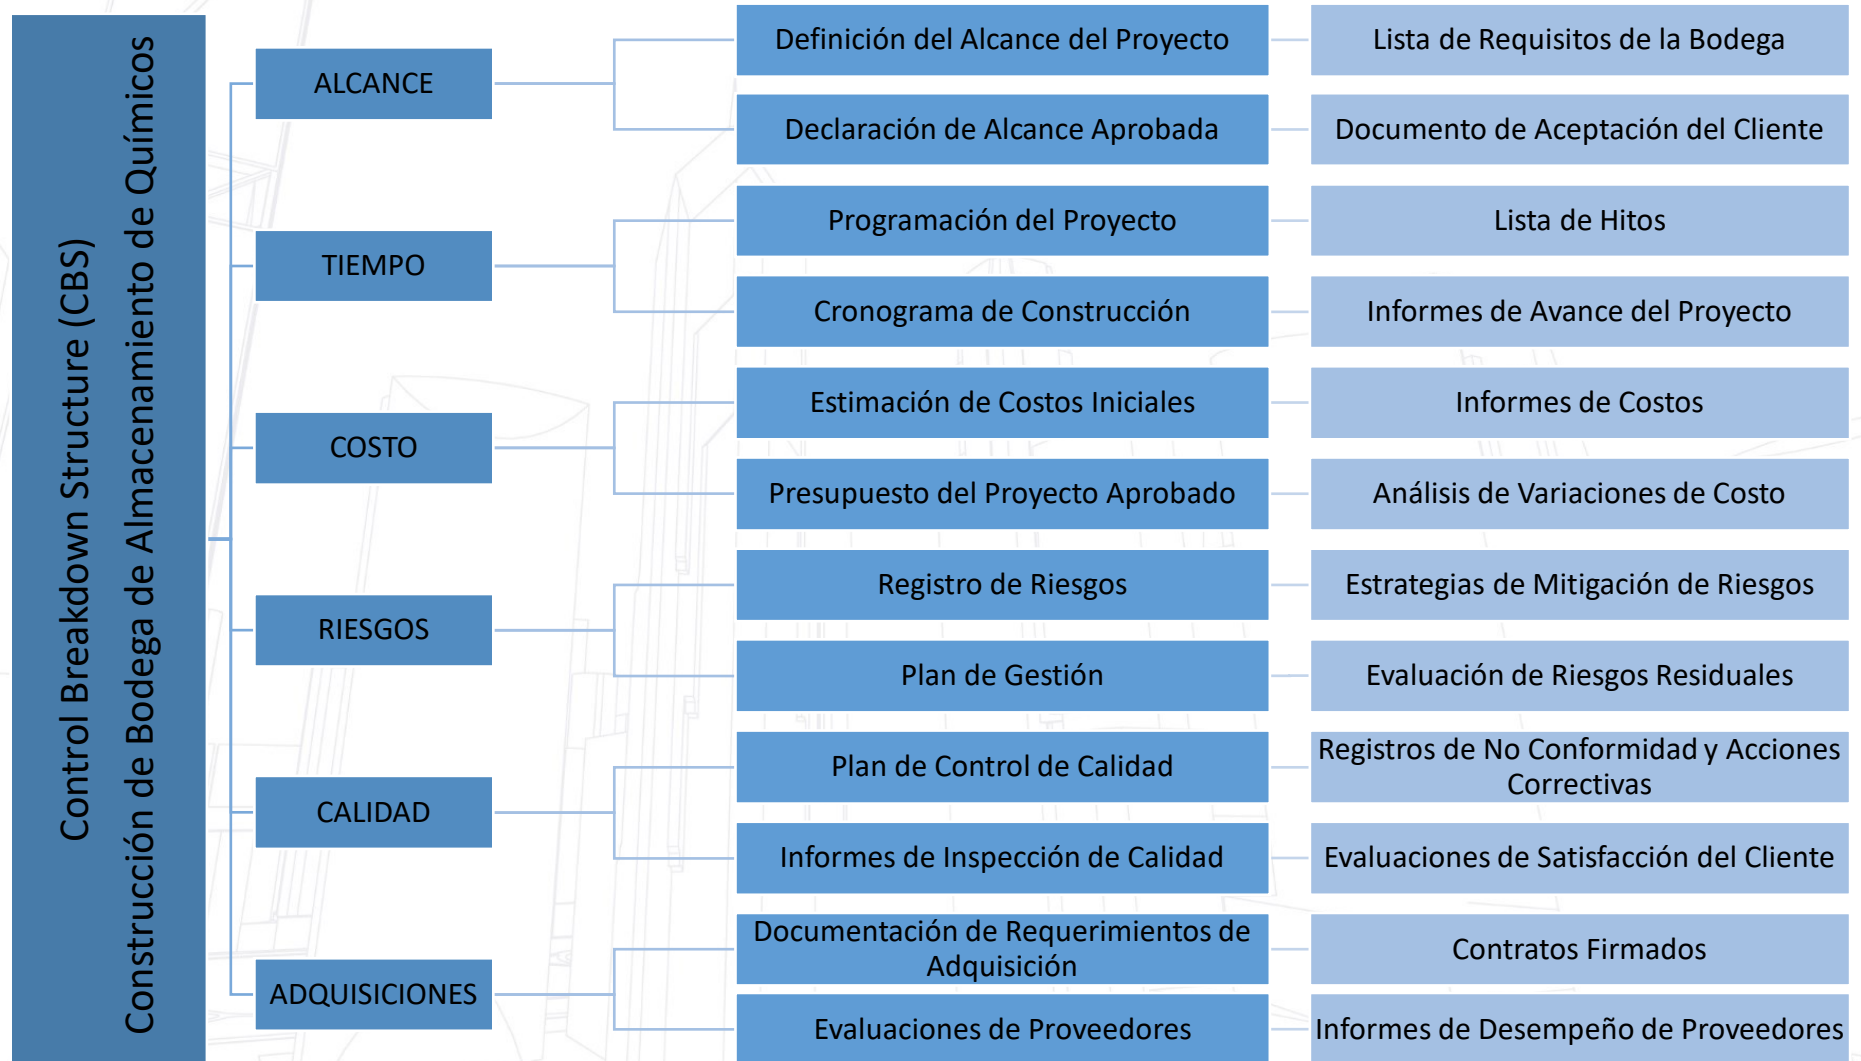 Control Breakdown Structure (CBS)
Construcción de Bodega de Almacenamiento de Químicos
ALCANCE
Definición del Alcance del Proyecto
Lista de Requisitos de la Bodega
Declaración de Alcance Aprobada
Documento de Aceptación del Cliente
TIEMPO
Programación del Proyecto
Lista de Hitos
Cronograma de Construcción
Informes de Avance del Proyecto
COSTO
Estimación de Costos Iniciales
Informes de Costos
Presupuesto del Proyecto Aprobado
Análisis de Variaciones de Costo
RIESGOS
Registro de Riesgos
Estrategias de Mitigación de Riesgos
Plan de Gestión
Evaluación de Riesgos Residuales
CALIDAD
Plan de Control de Calidad
Registros de No Conformidad y Acciones
Correctivas
Informes de Inspección de Calidad
Evaluaciones de Satisfacción del Cliente
ADQUISICIONES
Documentación de Requerimientos de
Adquisición
Contratos Firmados
Evaluaciones de Proveedores
Informes de Desempeño de Proveedores